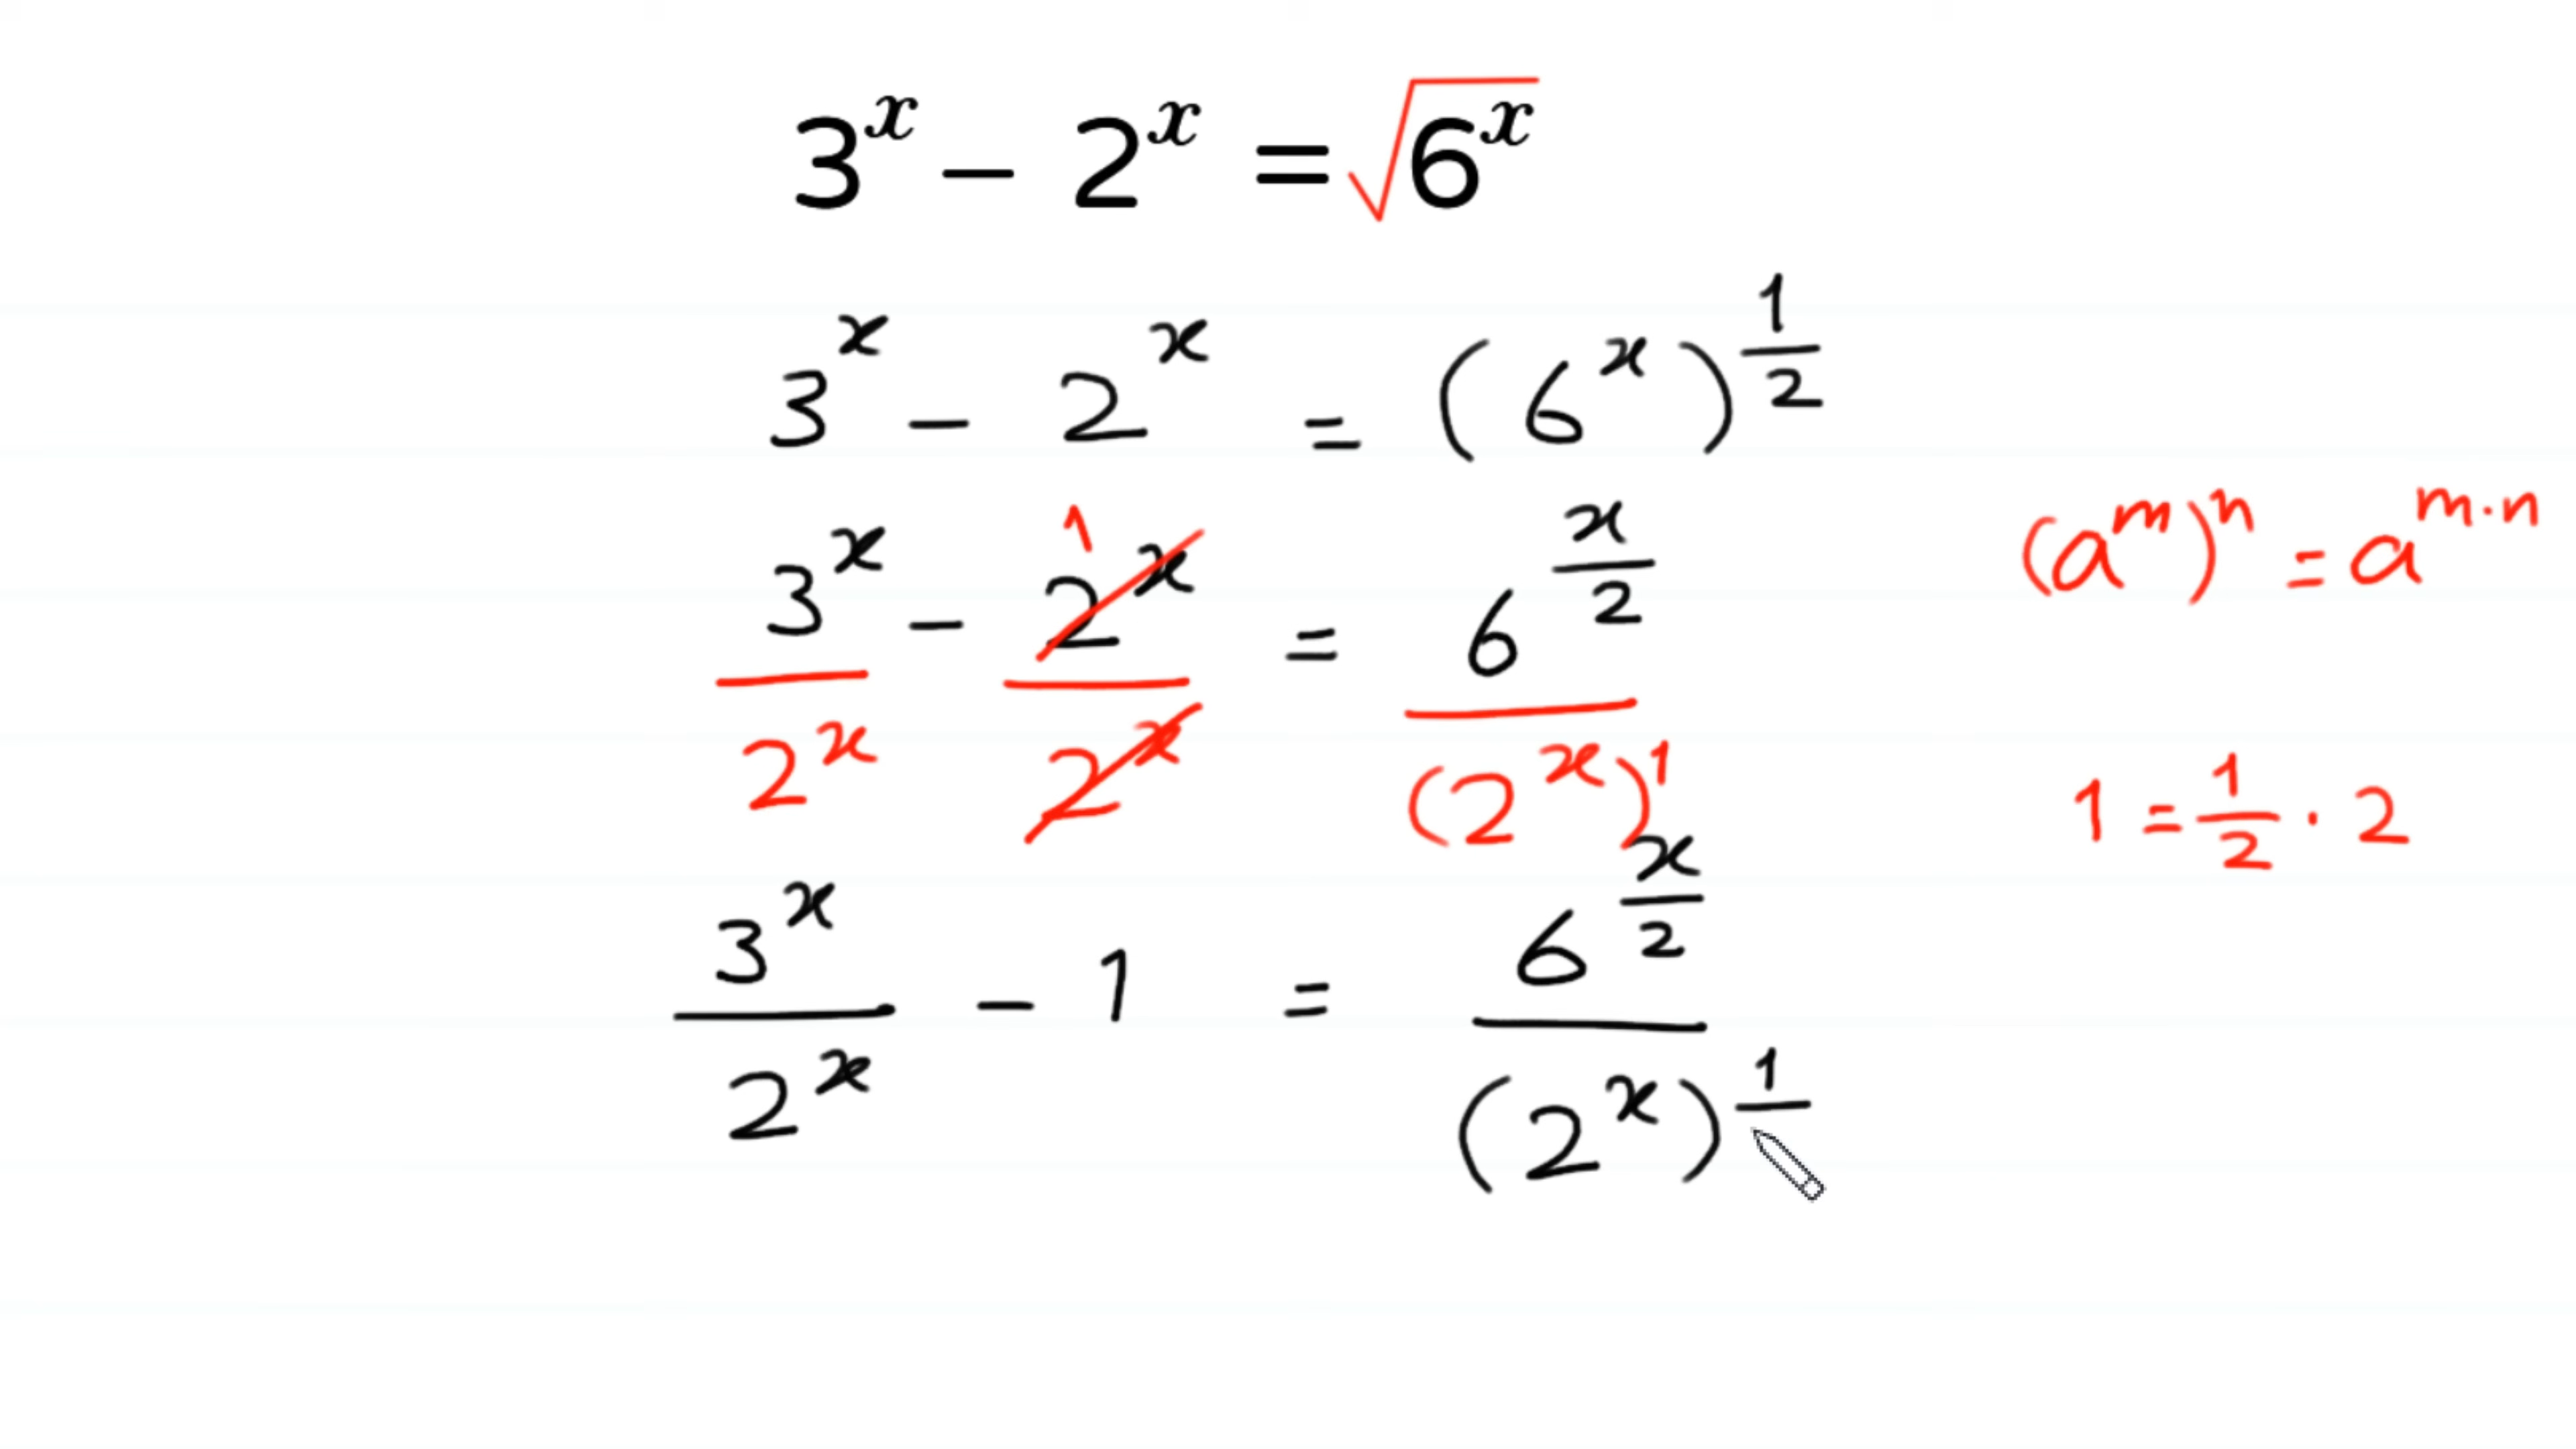 3^x − 2^x = √(6^x)
3^x − 2^x = (6^x)^(1/2)
(3^x)/(2^x) − (2^x)/(2^x) 1 = (6^(x/2))/((2^x)^1)
(a^m)^n = a^(m·n)
1 = 1/2 · 2
(3^x)/(2^x) − 1 = (6^(x/2))/((2^x)^(1/))